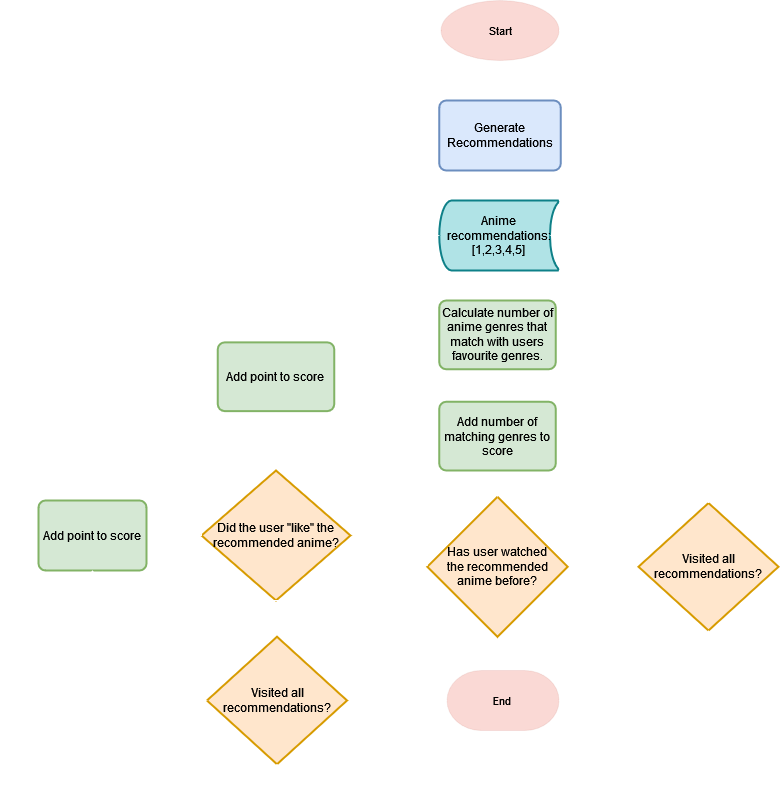 Start
Generate
Recommendations
Anime
recommendations:
[1,2,3,4,5]
Calculate number of
anime genres that
match with users
favourite genres.
Add point to score
Add number of
matching genres to
score
Add point to score
Did the user "like" the
recommended anime?
Has user watched
the recommended
anime before?
Visited all
recommendations?
Visited all
recommendations?
End